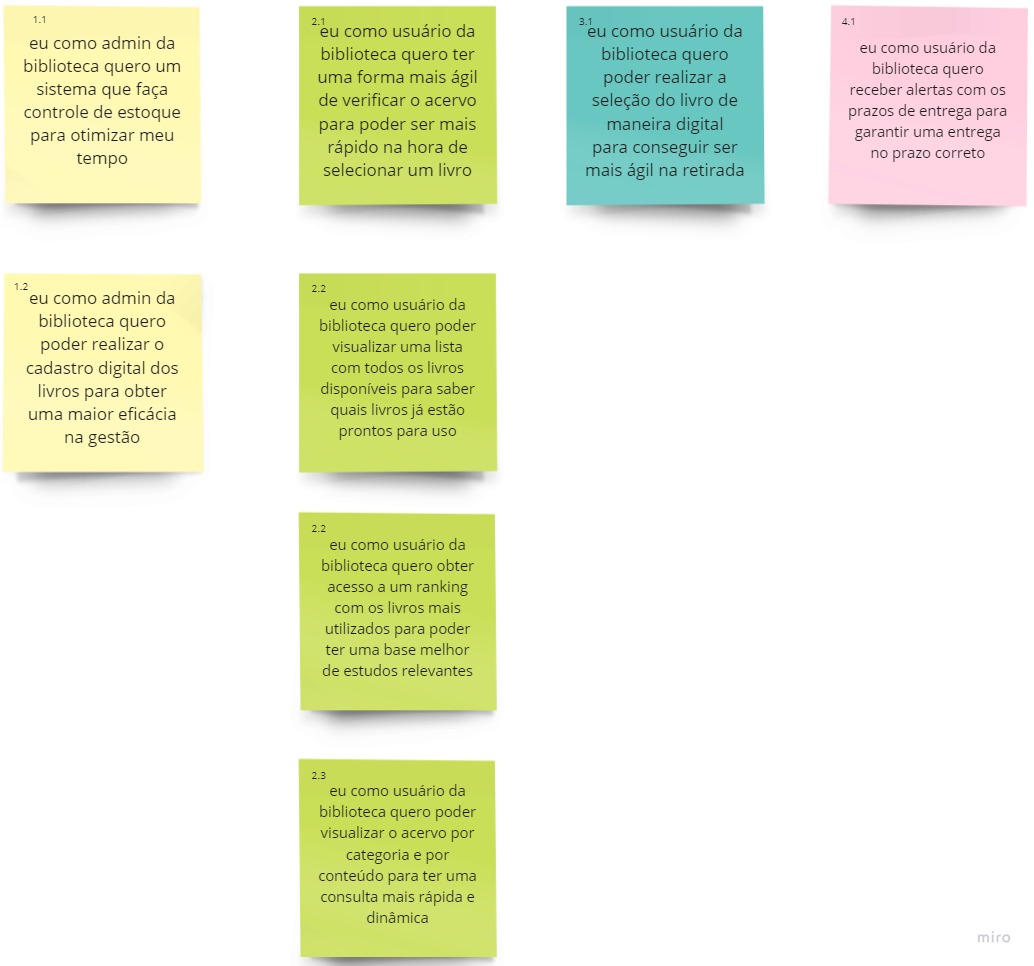 1.1
eu como admin da
biblioteca quero um
sistema que faça
controle de estoque
para otimizar meu
tempo
2.1
eu como usuário da
biblioteca quero ter
uma forma mais ágil
de verificar o acervo
para poder ser mais
rápido na hora de
selecionar um livro
3.1
eu como usuário da
biblioteca quero
poder realizar a
seleção do livro de
maneira digital
para conseguir ser
mais ágil na retirada
4.1
eu como usuário da
biblioteca quero
receber alertas com os
prazos de entrega para
garantir uma entrega
no prazo correto
1.2
eu como admin da
biblioteca quero
poder realizar o
cadastro digital dos
livros para obter
uma maior eficácia
na gestão
2.2
eu como usuário da
biblioteca quero poder
visualizar uma lista
com todos os livros
disponíveis para saber
quais livros já estão
prontos para uso
2.2
eu como usuário da
biblioteca quero obter
acesso a um ranking
com os livros mais
utilizados para poder
ter uma base melhor
de estudos relevantes
2.3
eu como usuário da
biblioteca quero poder
visualizar o acervo por
categoria e por
conteúdo para ter uma
consulta mais rápida e
dinâmica
miro